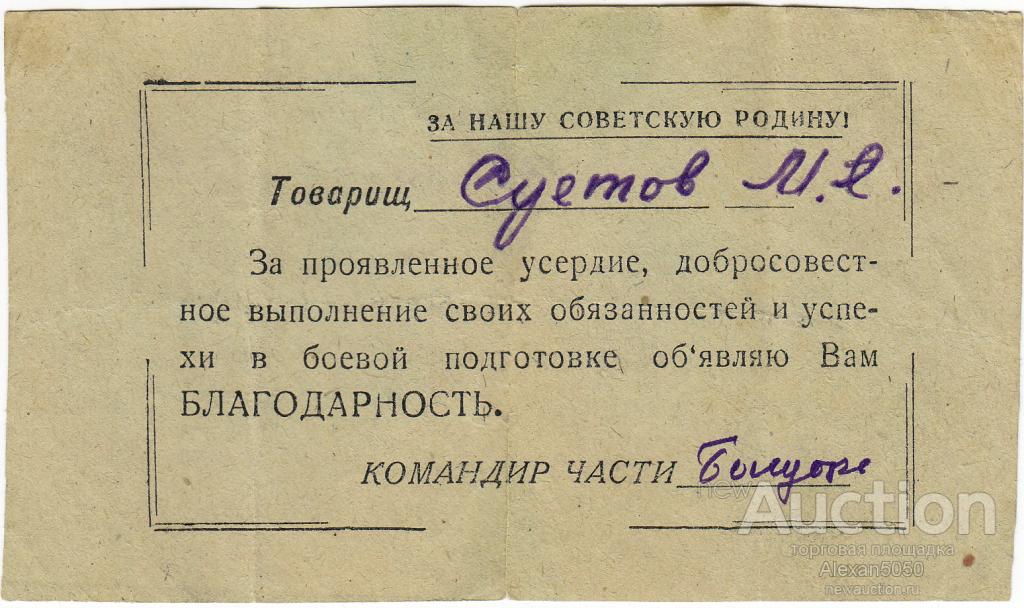 ЗА НАШУ СОВЕТСКУЮ РОДИНУ!
Товарищ Суетов М.Е.
За проявленное усердие, добросовест-
ное выполнение своих обязанностей и успе-
хи в боевой подготовке об‘являю Вам
БЛАГОДАРНОСТЬ.
КОМАНДИР ЧАСТИ
newAuction
торговая площадка
Alexan5050
newauction.ru